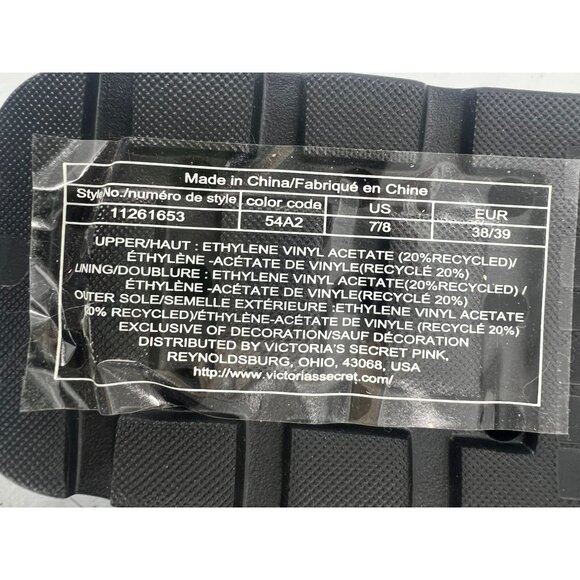 Made in China/Fabriqué en Chine
Style No./numéro de style color code US EUR
11261653 54A2 7/8 38/39
UPPER/HAUT : ETHYLENE VINYL ACETATE (20%RECYCLED)/
ÉTHYLÈNE -ACÉTATE DE VINYLE(RECYCLÉ 20%)
LINING/DOUBLURE : ETHYLENE VINYL ACETATE(20%RECYCLED) /
ÉTHYLÈNE -ACÉTATE DE VINYLE(RECYCLÉ 20%)
OUTER SOLE/SEMELLE EXTÉRIEURE :ETHYLENE VINYL ACETATE
20% RECYCLED)/ÉTHYLÈNE-ACÉTATE DE VINYLE (RECYCLÉ 20%)
EXCLUSIVE OF DECORATION/SAUF DÉCORATION
DISTRIBUTED BY VICTORIA'S SECRET PINK,
REYNOLDSBURG, OHIO, 43068, USA
http://www.victoriassecret.com/